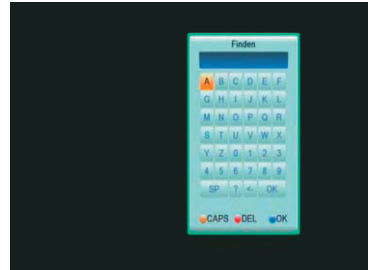 Finden
A B C D E F
G H I J K L
M N O P Q R
S T U V W X
Y Z 0 1 2 3
4 5 6 7 8 9
SP ? <- OK
CAPS DEL OK